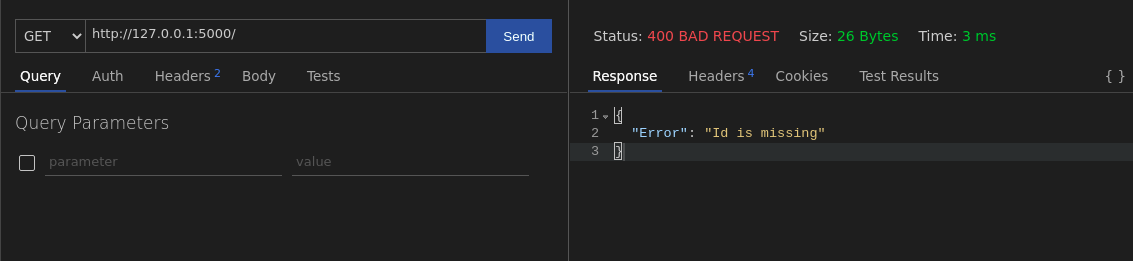 GET http://127.0.0.1:5000/ Send
Query Auth Headers 2 Body Tests
Query Parameters
parameter value
Status: 400 BAD REQUEST Size: 26 Bytes Time: 3 ms
Response Headers 4 Cookies Test Results { }
1 {
2 "Error": "Id is missing"
3 }